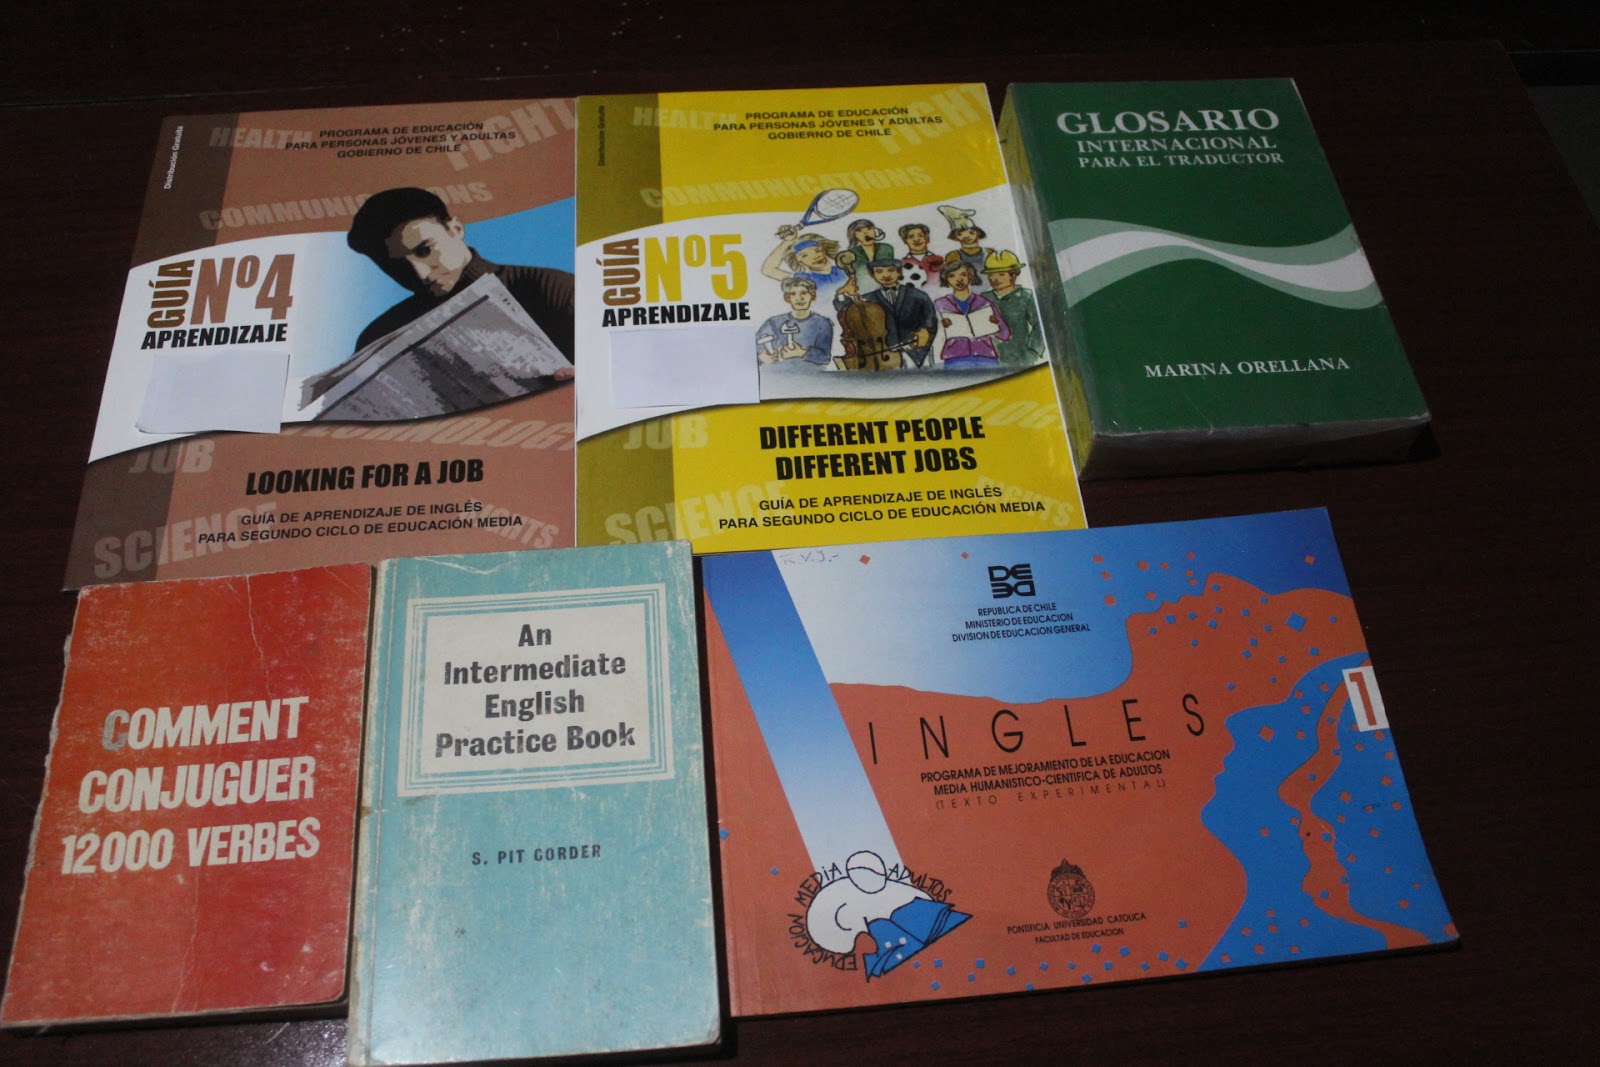 Distribución Gratuita
HEALTH
FIGHT
PROGRAMA DE EDUCACIÓN
PARA PERSONAS JÓVENES Y ADULTAS
GOBIERNO DE CHILE
COMMUNICATIONS
GUÍA
Nº4
APRENDIZAJE
TECHNOLOGY
JOB
LOOKING FOR A JOB
SCIENCE
RIGHTS
GUÍA DE APRENDIZAJE DE INGLÉS
PARA SEGUNDO CICLO DE EDUCACIÓN MEDIA
Distribución Gratuita
HEALTH
FIGHT
PROGRAMA DE EDUCACIÓN
PARA PERSONAS JÓVENES Y ADULTAS
GOBIERNO DE CHILE
COMMUNICATIONS
GUÍA
Nº5
APRENDIZAJE
TECHNOLOGY
JOB
DIFFERENT PEOPLE
DIFFERENT JOBS
SCIENCE
RIGHTS
GUÍA DE APRENDIZAJE DE INGLÉS
PARA SEGUNDO CICLO DE EDUCACIÓN MEDIA
GLOSARIO
INTERNACIONAL
PARA EL TRADUCTOR
MARINA ORELLANA
COMMENT
CONJUGUER
12000 VERBES
An
Intermediate
English
Practice Book
S. PIT CORDER
REPUBLICA DE CHILE
MINISTERIO DE EDUCACION
DIVISION DE EDUCACION GENERAL
1
INGLES
PROGRAMA DE MEJORAMIENTO DE LA EDUCACION
MEDIA HUMANISTICO-CIENTIFICA DE ADULTOS
(TEXTO EXPERIMENTAL)
EDUCACION MEDIA ADULTOS
PONTIFICIA UNIVERSIDAD CATOLICA
FACULTAD DE EDUCACION